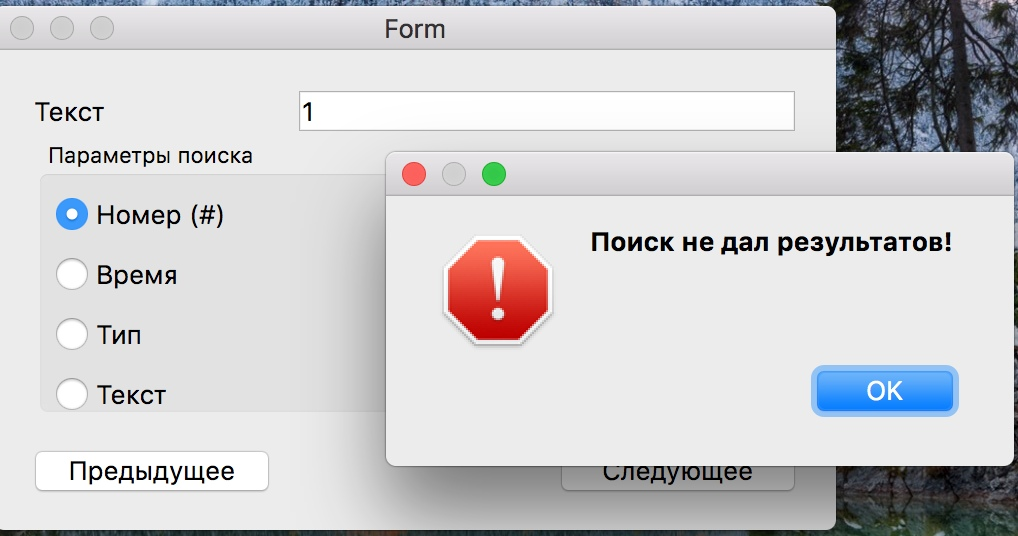 Form
Текст
1
Параметры поиска
Номер (#)
Время
Тип
Текст
Предыдущее
Следующее
Поиск не дал результатов!
OK